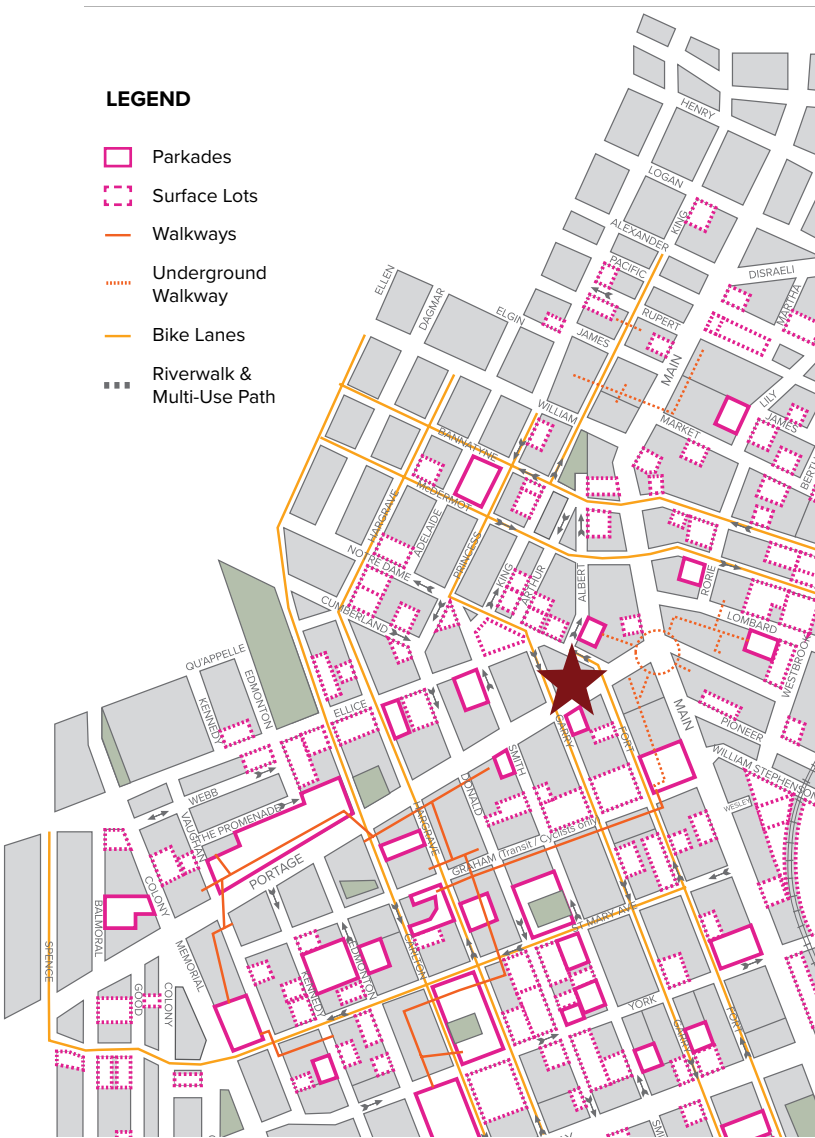 LEGEND
Parkades
Surface Lots
Walkways
Underground
Walkway
Bike Lanes
Riverwalk &
Multi-Use Path
HENRY
LOGAN
KING
ALEXANDER
PACIFIC
DISRAELI
MARTHA
ELLEN
DAGMAR
ELGIN
JAMES
RUPERT
MAIN
LILY
JAMES
WILLIAM
MARKET
BANNATYNE
McDERMOT
HARGRAVE
ADELAIDE
PRINCESS
NOTRE DAME
KING
ARTHUR
ALBERT
RORIE
CUMBERLAND
LOMBARD
WESTBROOK
QU'APPELLE
KENNEDY
EDMONTON
ELLICE
GARRY
FORT
MAIN
PIONEER
WILLIAM STEPHENSON
SMITH
DONALD
WEBB
THE PROMENADE
VAUGHAN
HARGRAVE
WESLEY
GRAHAM Transit / Cyclists only
PORTAGE
COLONY
BALMORAL
ST MARY AVE
MEMORIAL
SPENCE
CARLTON
EDMONTON
KENNEDY
GOOD
COLONY
YORK
GARRY
FORT